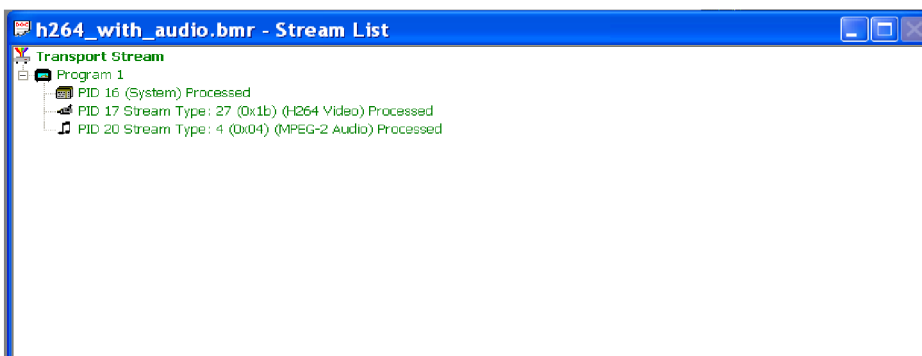 h264_with_audio.bmr - Stream List
Transport Stream
Program 1
PID 16 (System) Processed
PID 17 Stream Type: 27 (0x1b) (H264 Video) Processed
PID 20 Stream Type: 4 (0x04) (MPEG-2 Audio) Processed